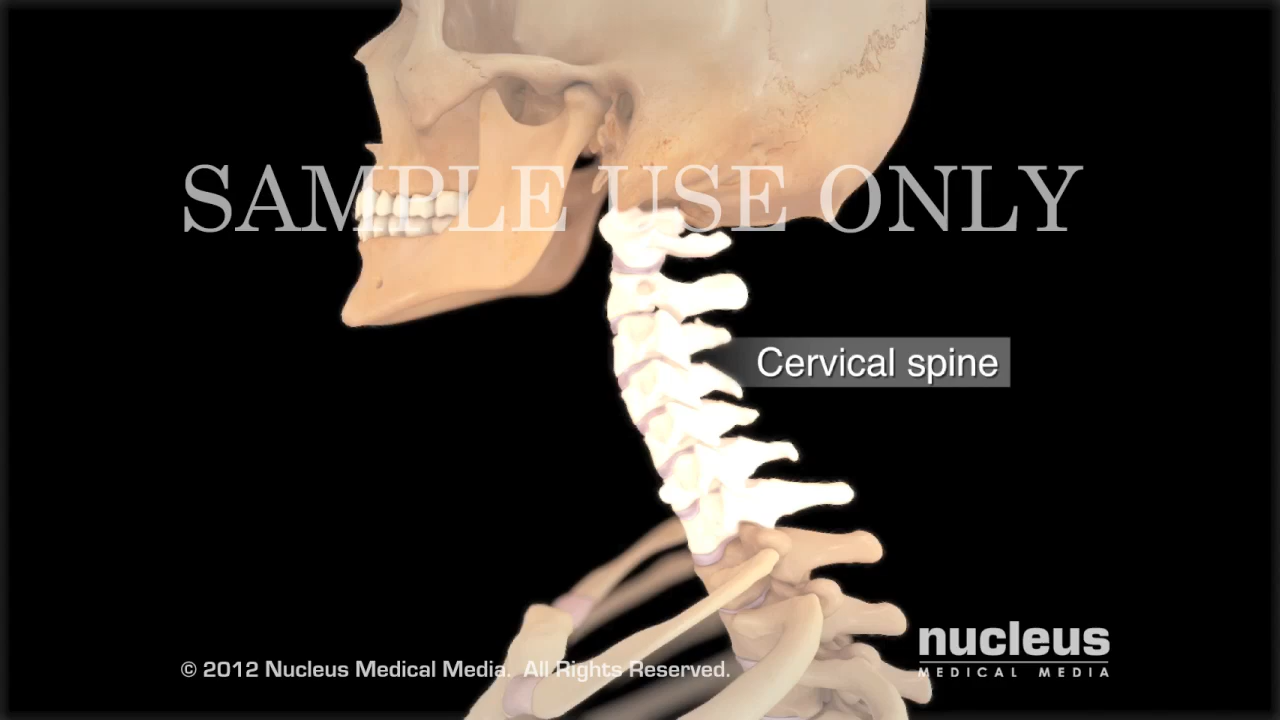 SAMPLE USE ONLY
Cervical spine
nucleus
MEDICAL MEDIA
© 2012 Nucleus Medical Media. All Rights Reserved.